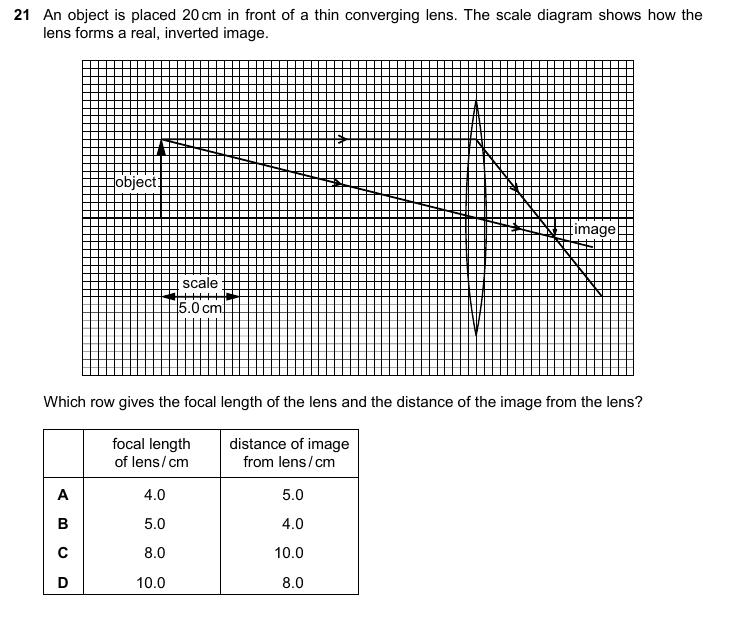 21 An object is placed 20 cm in front of a thin converging lens. The scale diagram shows how the
lens forms a real, inverted image.
object
image
scale
5.0 cm
Which row gives the focal length of the lens and the distance of the image from the lens?
focal length of lens / cm
distance of image from lens / cm
A 4.0 5.0
B 5.0 4.0
C 8.0 10.0
D 10.0 8.0